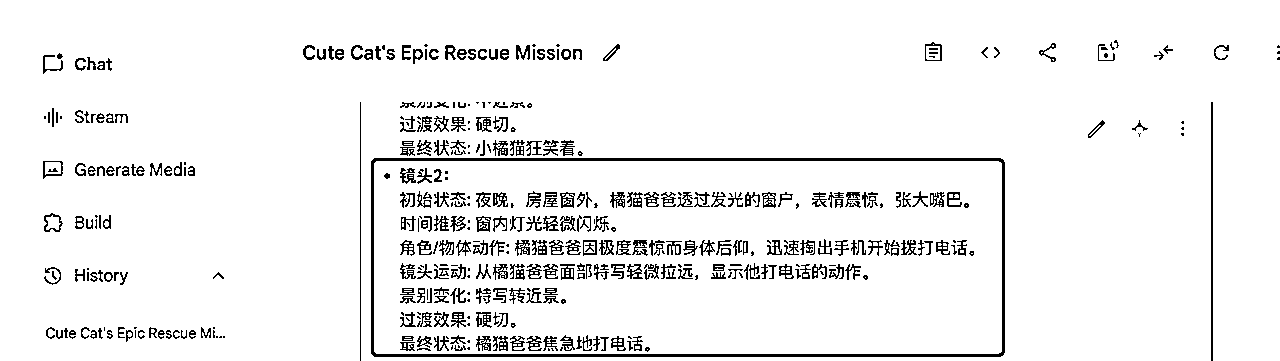 Cute Cat's Epic Rescue Mission
Chat
Stream
Generate Media
Build
History
Cute Cat's Epic Rescue Mi...
过渡效果: 硬切。
最终状态: 小橘猫狂笑着。
• 镜头2:
初始状态: 夜晚，房屋窗外，橘猫爸爸透过发光的窗户，表情震惊，张大嘴巴。
时间推移: 窗内灯光轻微闪烁。
角色/物体动作: 橘猫爸爸因极度震惊而身体后仰，迅速掏出手机开始拨打电话。
镜头运动: 从橘猫爸爸面部特写轻微拉远，显示他打电话的动作。
景别变化: 特写转近景。
过渡效果: 硬切。
最终状态: 橘猫爸爸焦急地打电话。